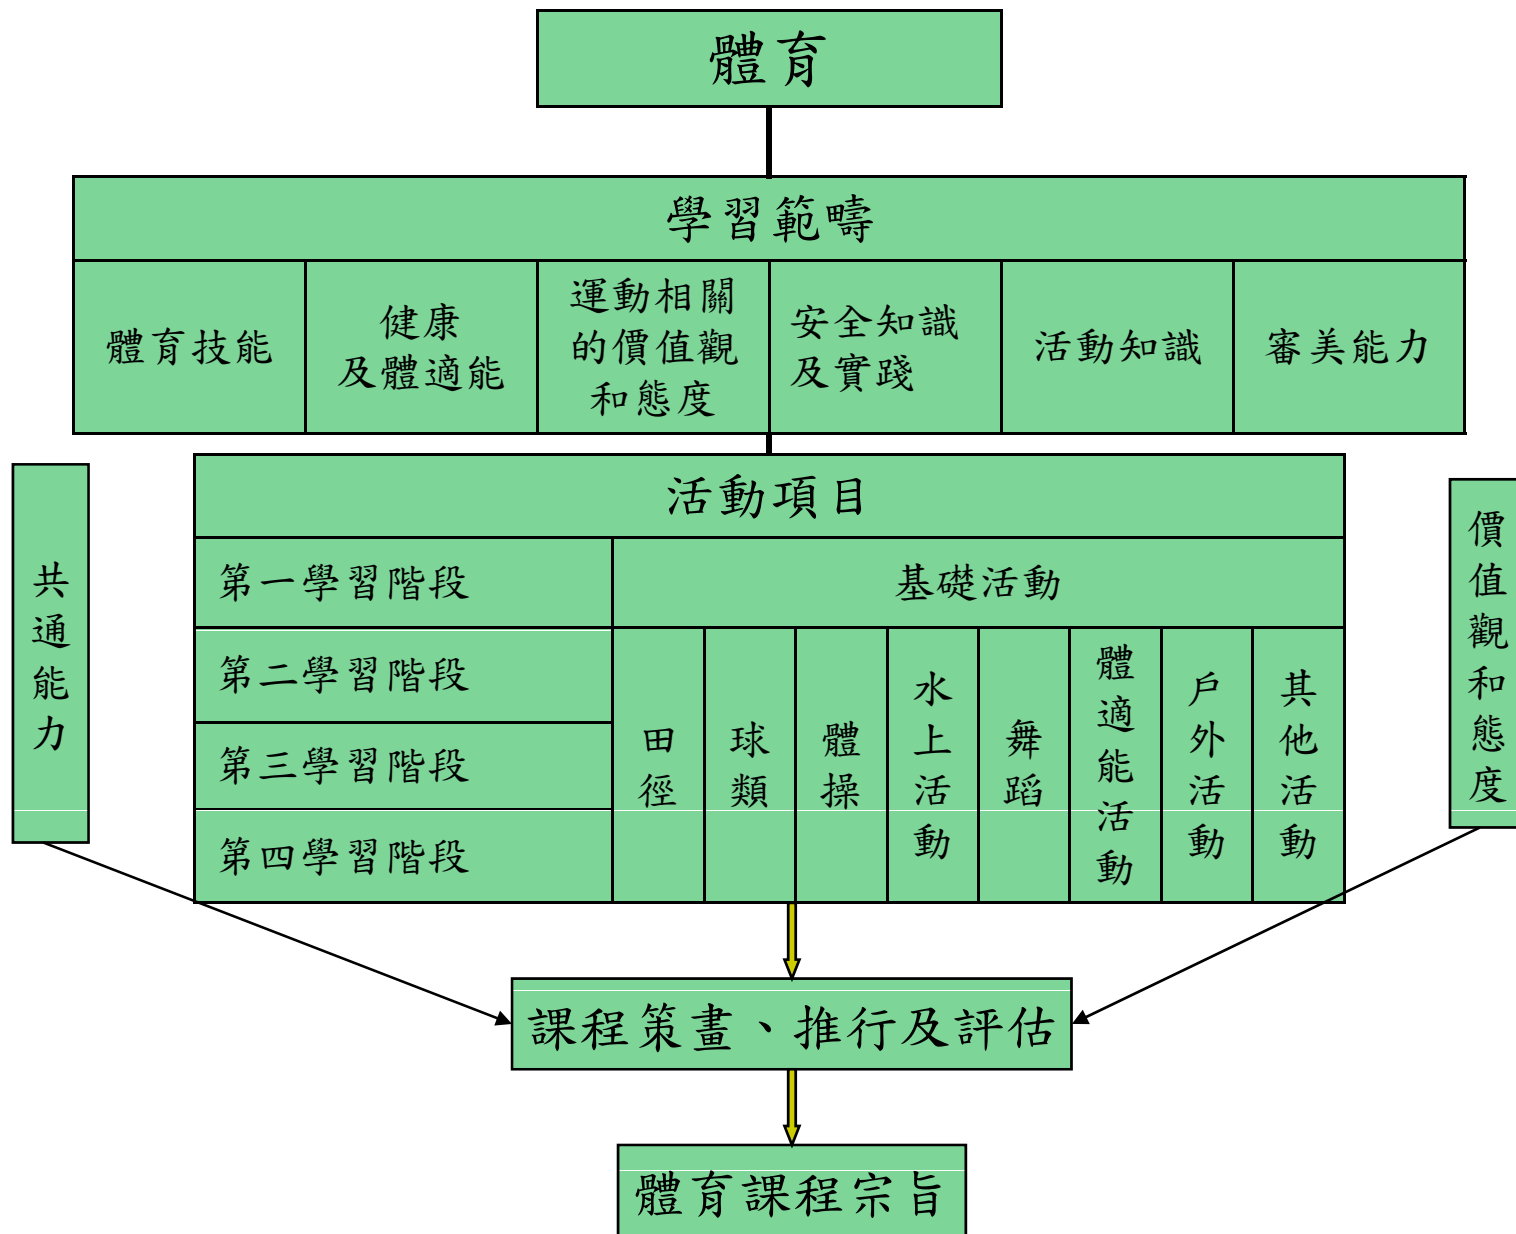 體育
學習範疇
體育技能
健康
及體適能
運動相關
的價值觀
和態度
安全知識
及實踐
活動知識
審美能力
共通能力
活動項目
第一學習階段
基礎活動
第二學習階段
第三學習階段
第四學習階段
田徑
球類
體操
水上活動
舞蹈
體適能活動
戶外活動
其他活動
價值觀和態度
課程策畫、推行及評估
體育課程宗旨